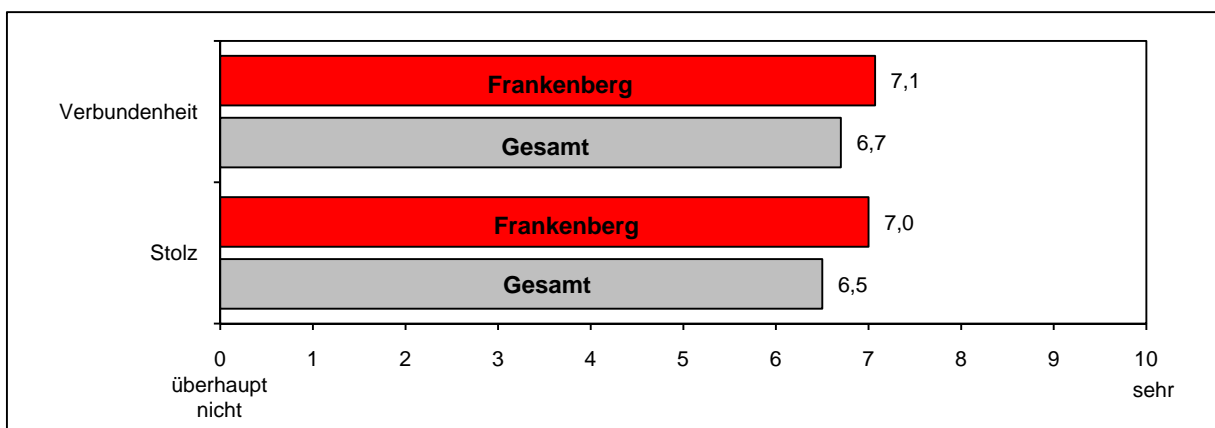 Verbundenheit
Frankenberg 7,1
Gesamt 6,7
Stolz
Frankenberg 7,0
Gesamt 6,5
0 1 2 3 4 5 6 7 8 9 10
überhaupt
nicht
sehr